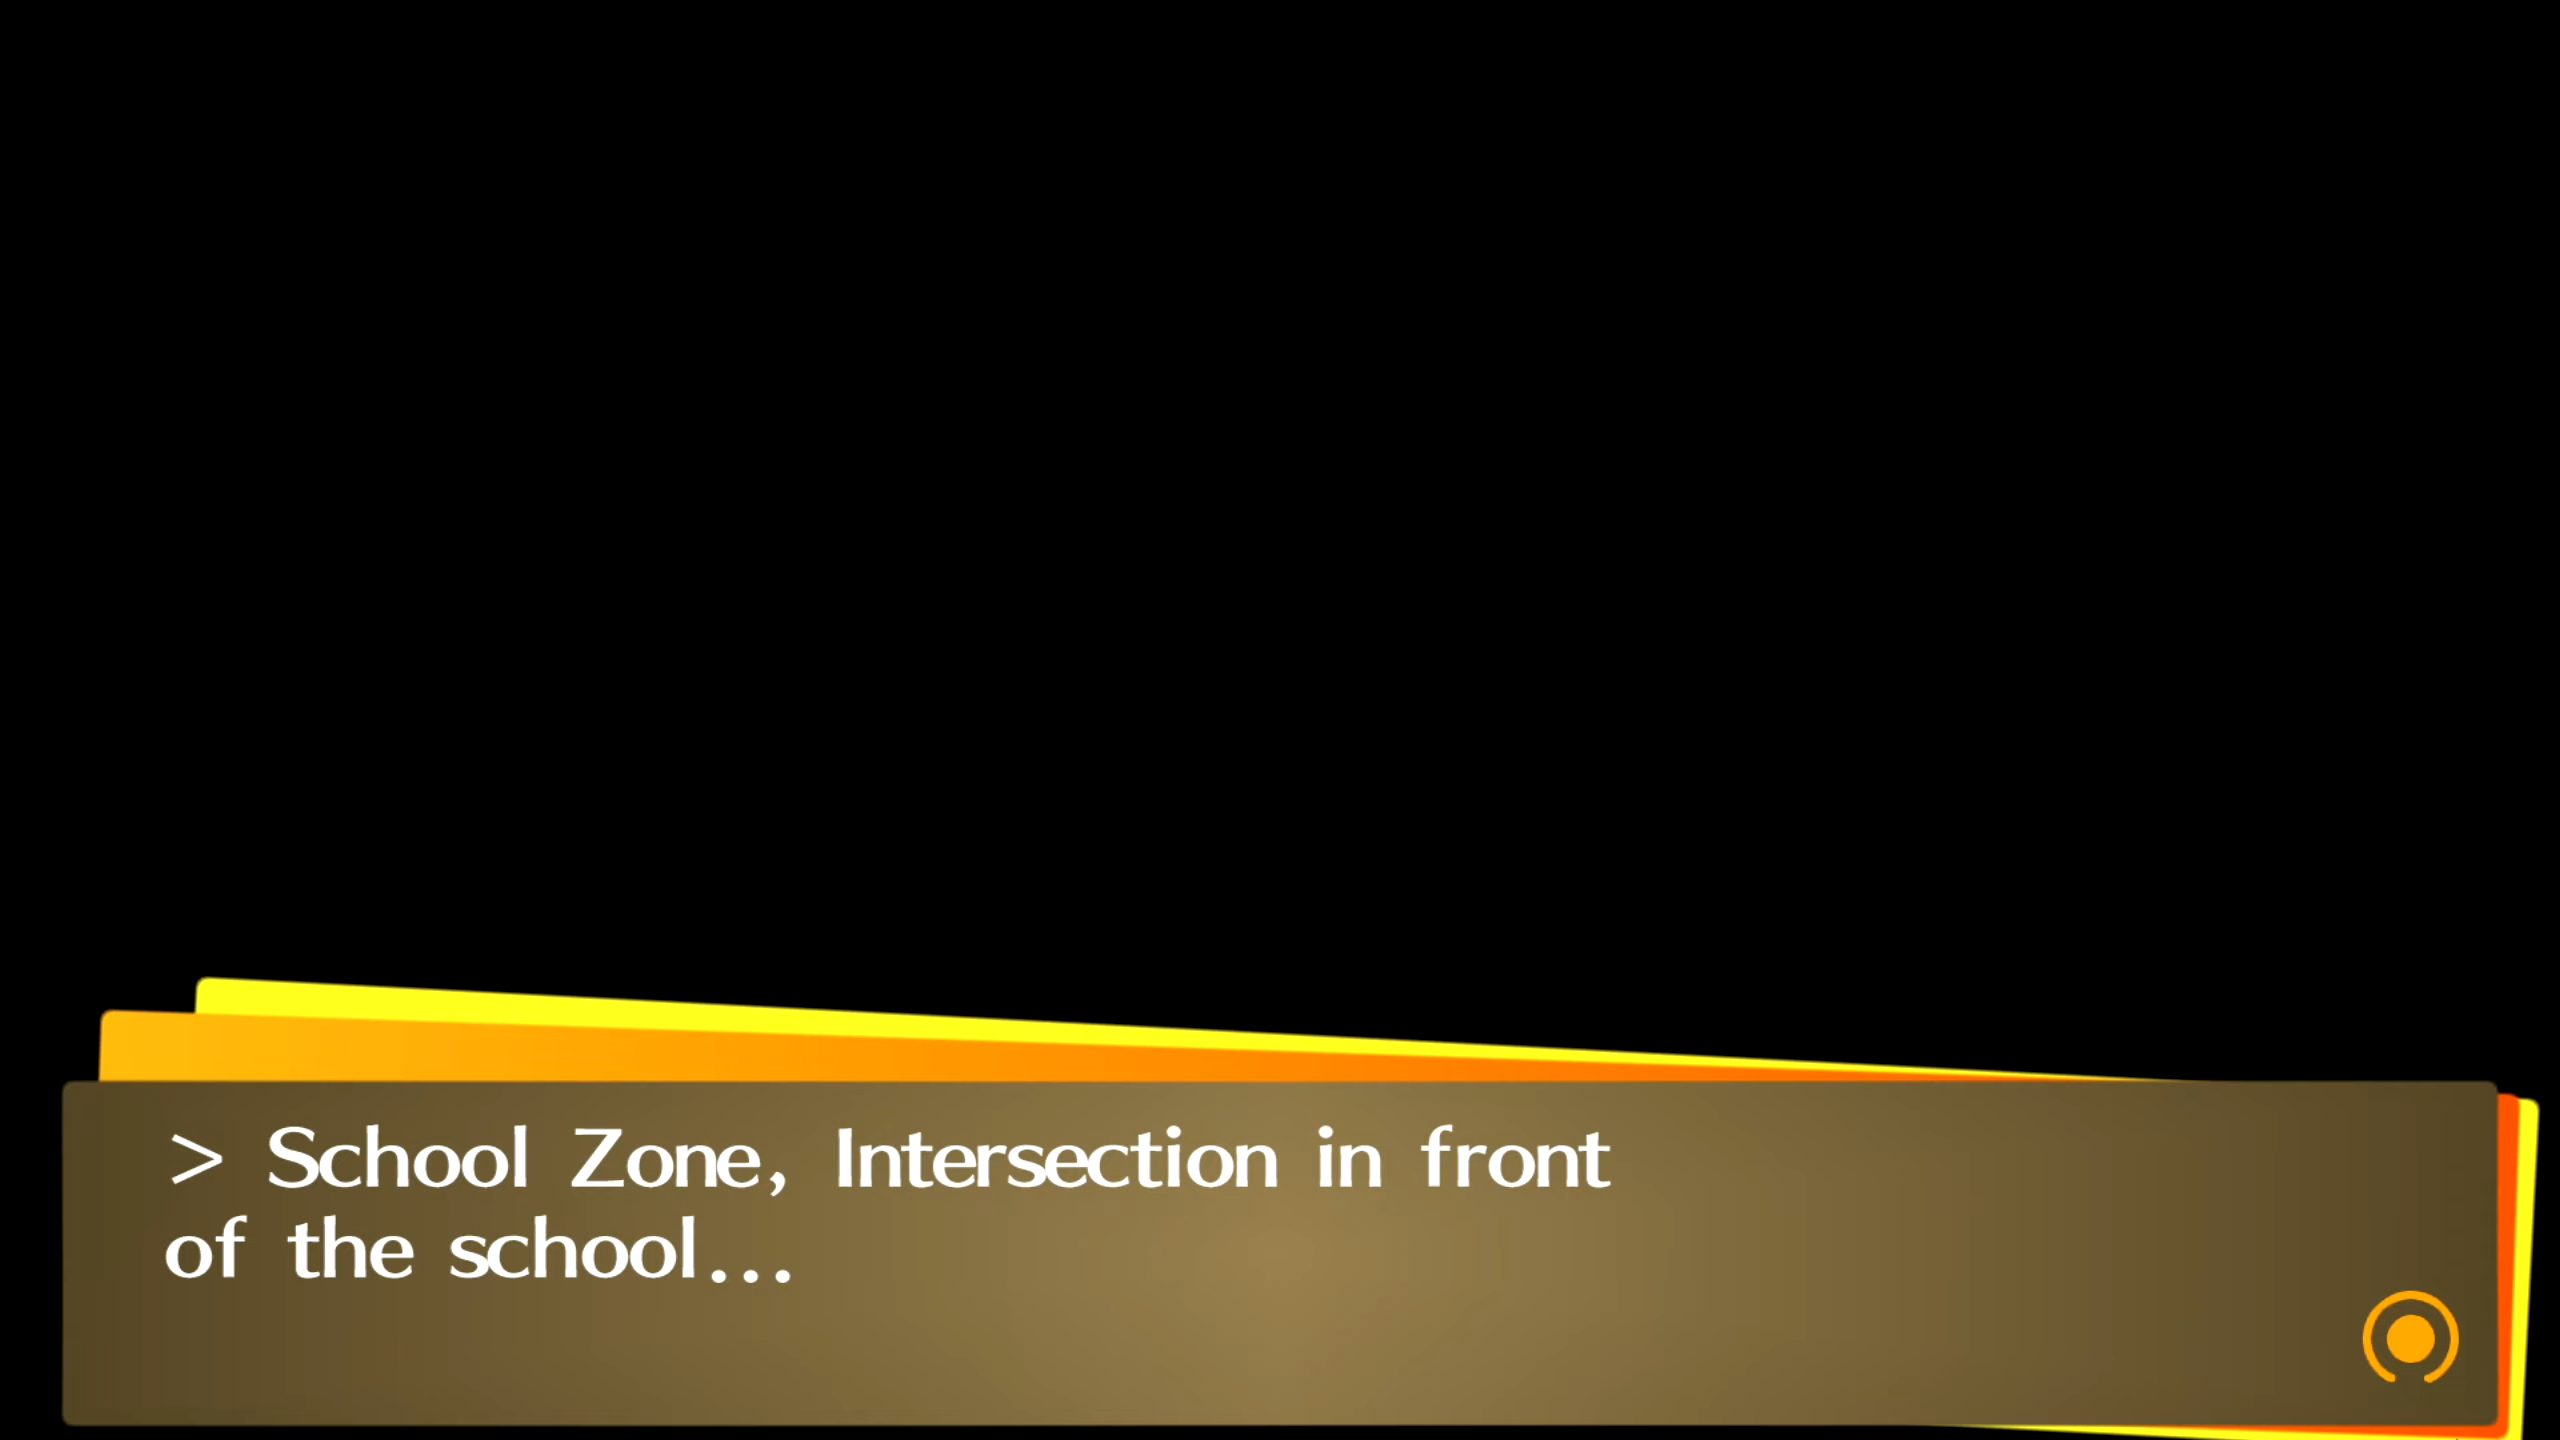 > School Zone, Intersection in front
of the school...